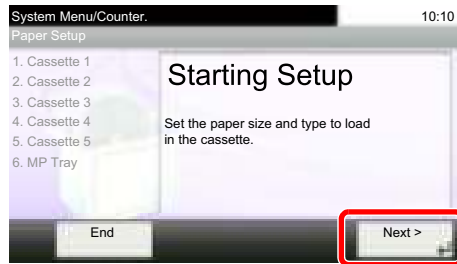 System Menu/Counter. 10:10
Paper Setup
1. Cassette 1
2. Cassette 2
3. Cassette 3
4. Cassette 4
5. Cassette 5
6. MP Tray
Starting Setup
Set the paper size and type to load
in the cassette.
End
Next >